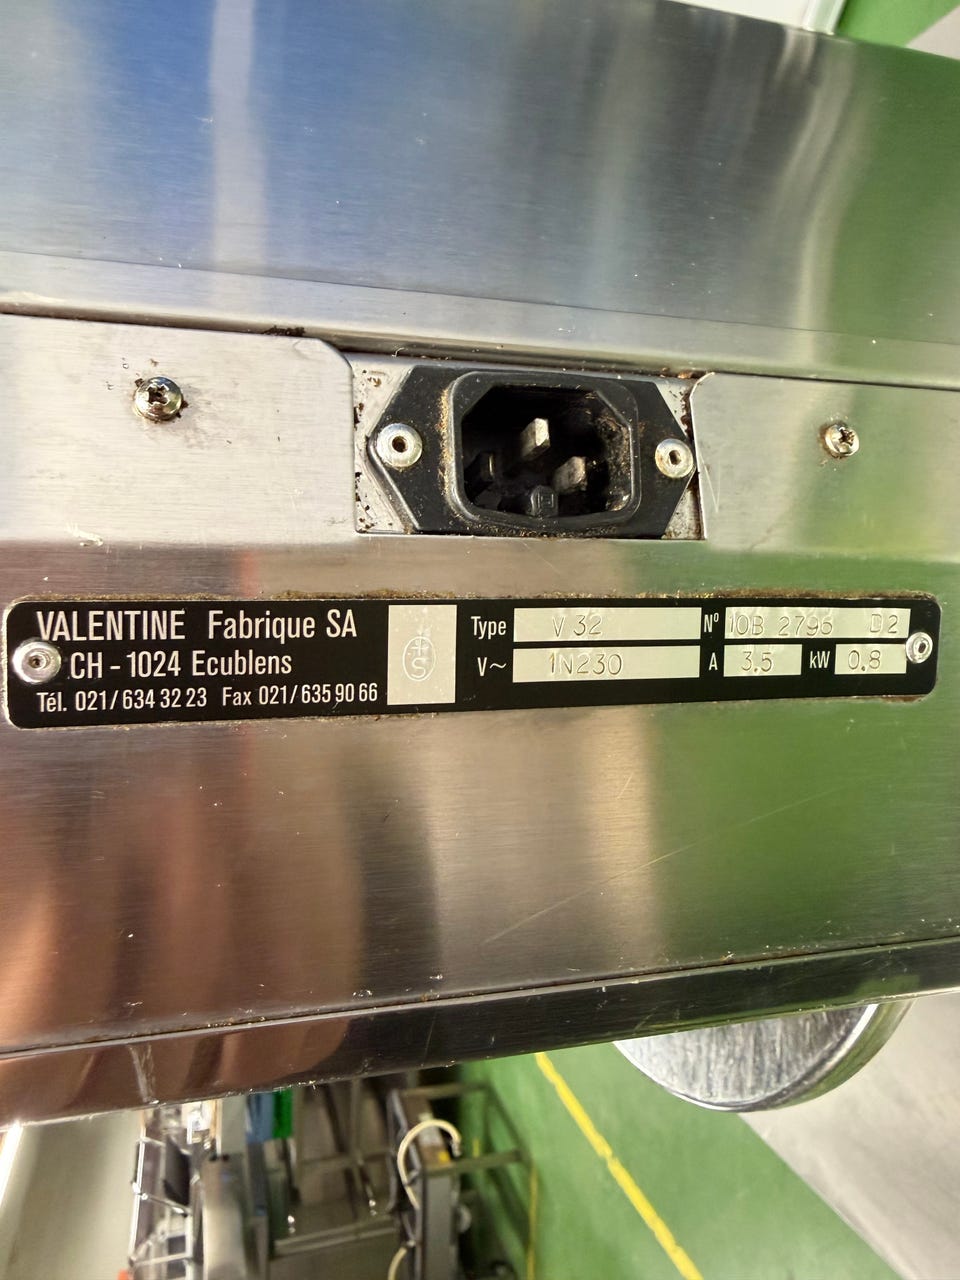 VALENTINE Fabrique SA
CH - 1024 Ecublens
Tél. 021/634 32 23 Fax 021/635 90 66
S
Type V 32 N° 10B 2795 D2
V~ 1N230 A 3.5 kW 0.8